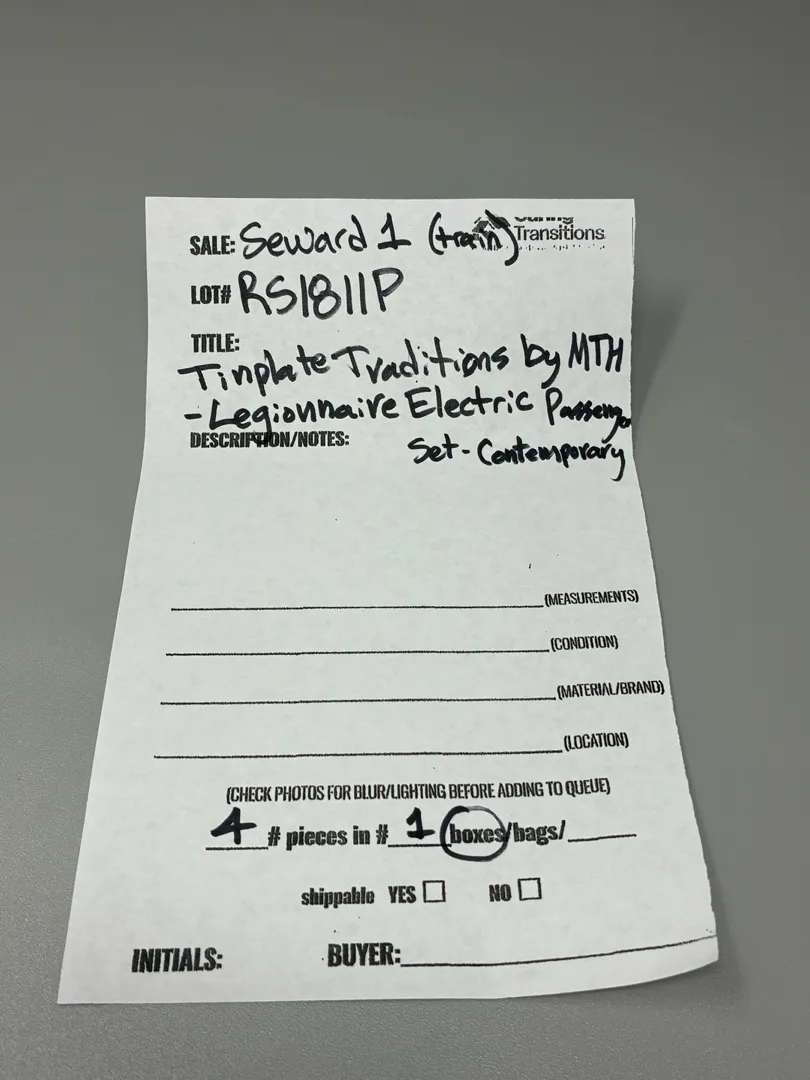 SALE: Seward 1 (train)
Transitions
LOT# RS1811P
TITLE:
Tinplate Traditions by MTH
- Legionnaire Electric Passenger
DESCRIPTION/NOTES:
Set - Contemporary
(MEASUREMENTS)
(CONDITION)
(MATERIAL/BRAND)
(LOCATION)
(CHECK PHOTOS FOR BLUR/LIGHTING BEFORE ADDING TO QUEUE)
4 # pieces in # 1 boxes/bags/
shippable YES NO
INITIALS: BUYER: